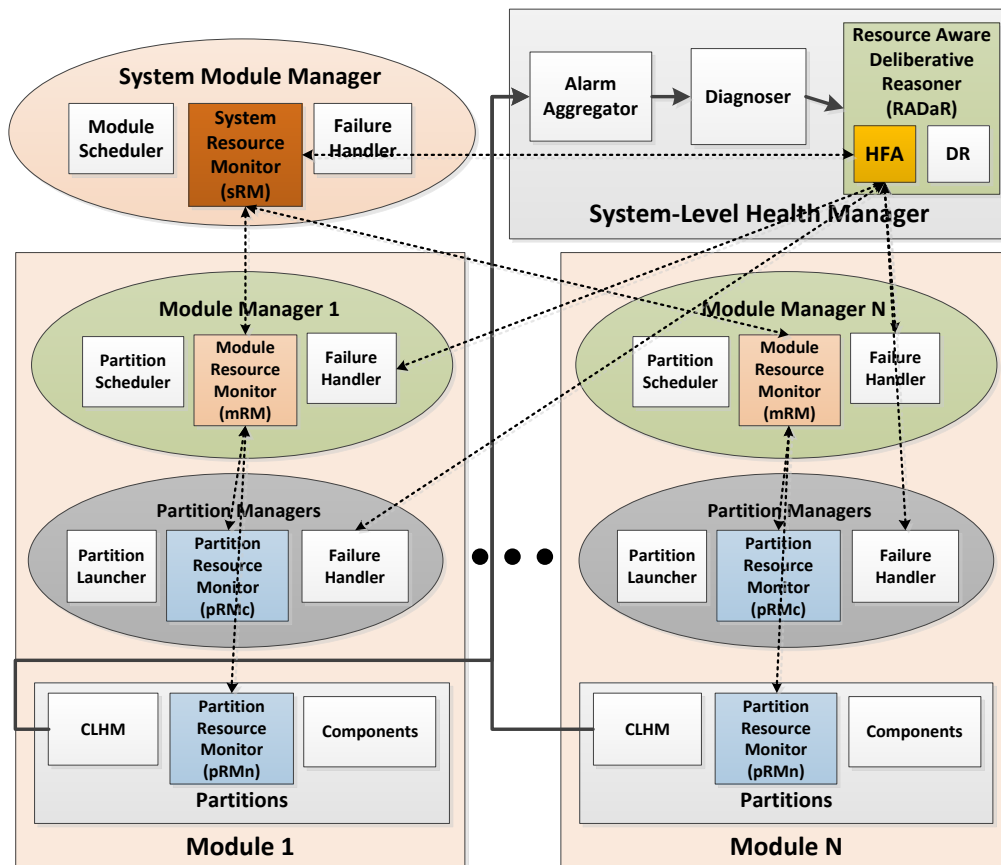 System Module Manager
Module
Scheduler
System
Resource
Monitor
(sRM)
Failure
Handler
Alarm
Aggregator
Diagnoser
Resource Aware
Deliberative
Reasoner
(RADaR)
HFA
DR
System-Level Health Manager
Module Manager 1
Partition
Scheduler
Module
Resource
Monitor
(mRM)
Failure
Handler
Partition Managers
Partition
Launcher
Partition
Resource
Monitor
(pRMc)
Failure
Handler
CLHM
Partition
Resource
Monitor
(pRMn)
Components
Partitions
Module 1
Module Manager N
Partition
Scheduler
Module
Resource
Monitor
(mRM)
Failure
Handler
Partition Managers
Partition
Launcher
Partition
Resource
Monitor
(pRMc)
Failure
Handler
CLHM
Partition
Resource
Monitor
(pRMn)
Components
Partitions
Module N